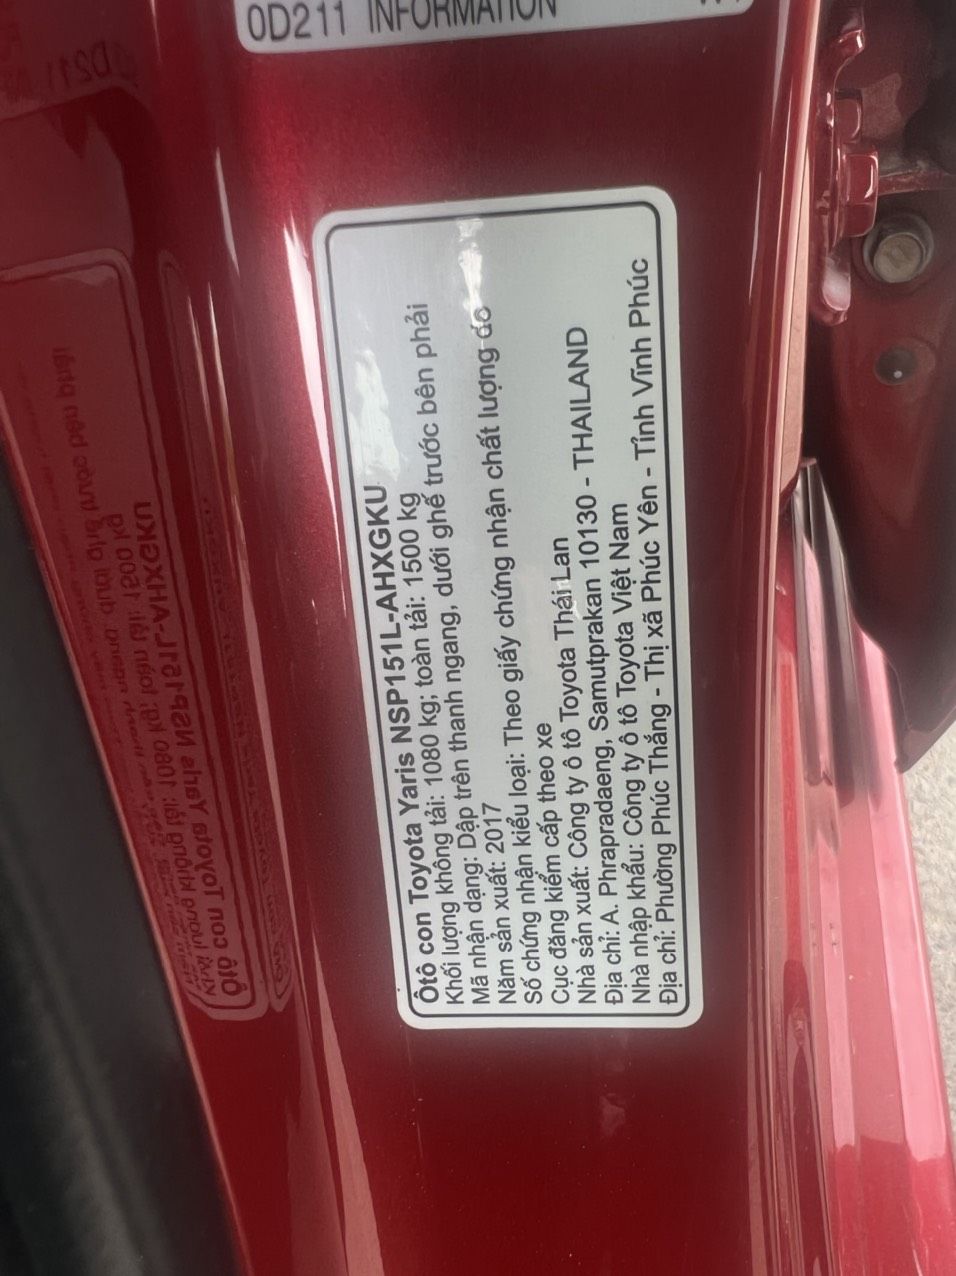 0D211 INFORMATION
Ôtô con Toyota Yaris NSP151L-AHXGKU
Khối lượng không tải: 1080 kg; toàn tải: 1500 kg
Mã nhận dạng: Dập trên thanh ngang, dưới ghế trước bên phải
Năm sản xuất: 2017
Số chứng nhận kiểu loại: Theo giấy chứng nhận chất lượng do
Cục đăng kiểm cấp theo xe
Nhà sản xuất: Công ty ô tô Toyota Thái Lan
Địa chỉ: A. Phrapradaeng, Samutprakan 10130 - THAILAND
Nhà nhập khẩu: Công ty ô tô Toyota Việt Nam
Địa chỉ: Phường Phúc Thắng - Thị xã Phúc Yên - Tỉnh Vĩnh Phúc